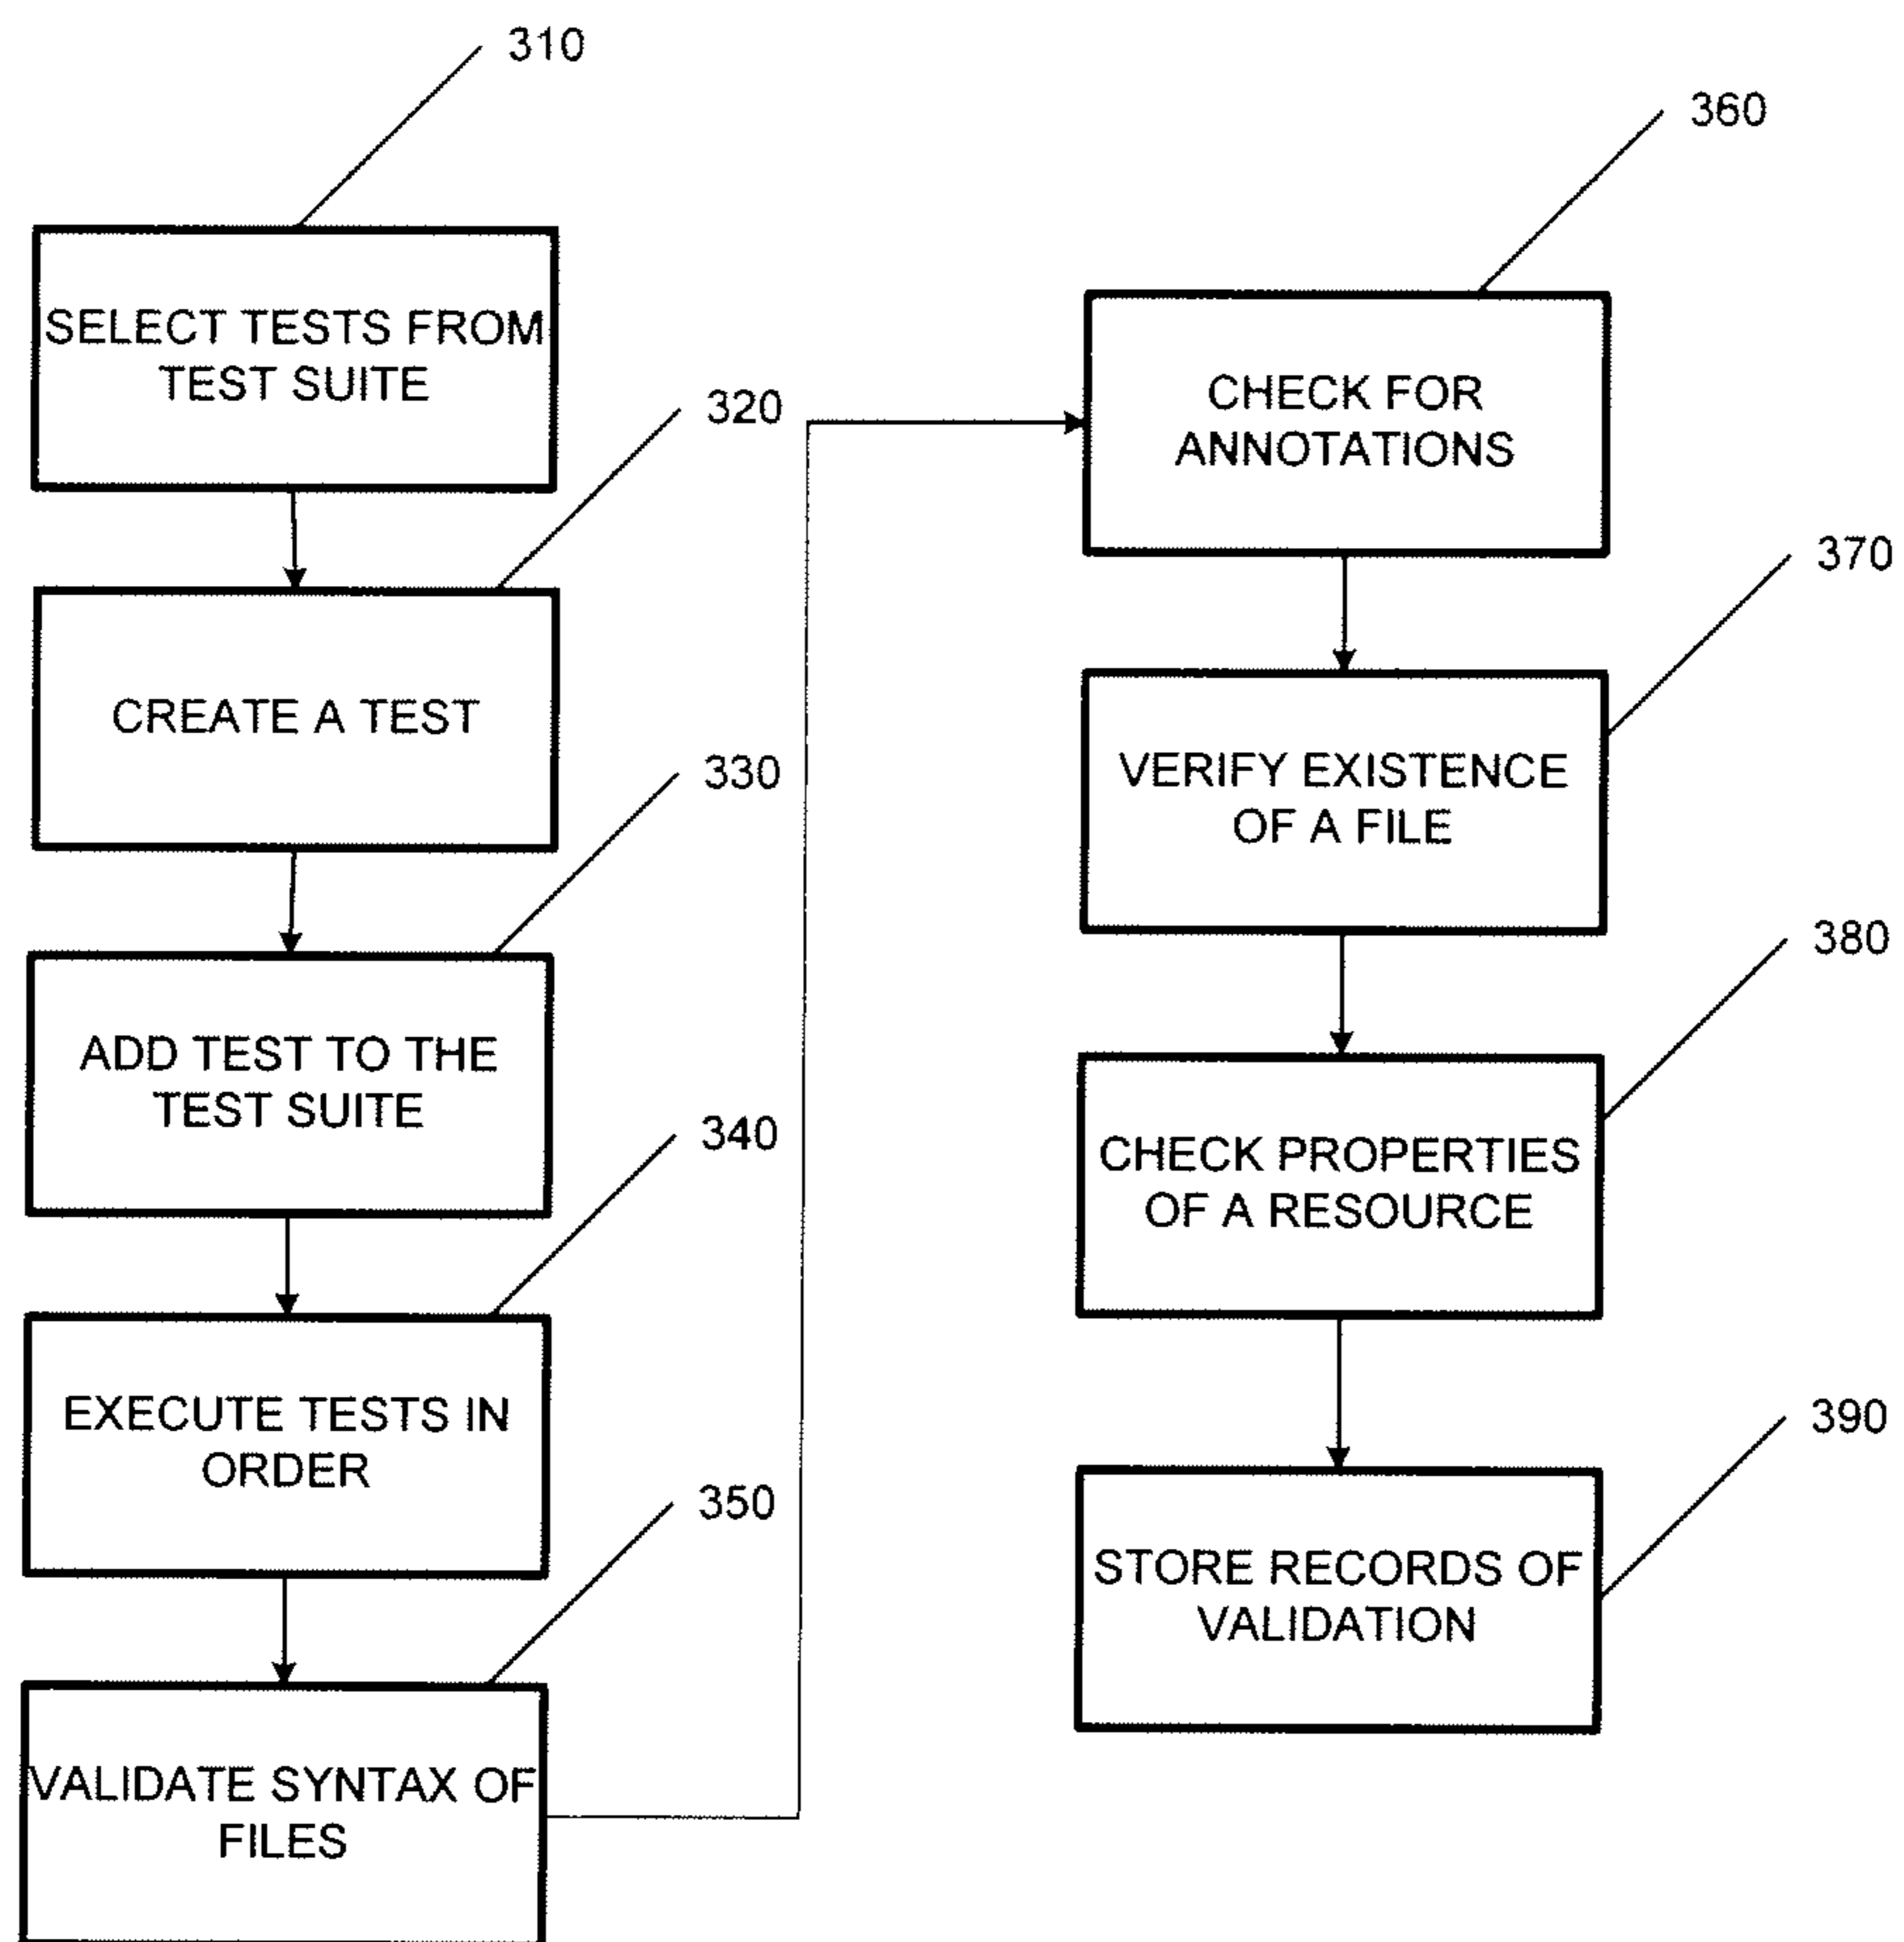 310
SELECT TESTS FROM
TEST SUITE
320
CREATE A TEST
330
ADD TEST TO THE
TEST SUITE
340
EXECUTE TESTS IN
ORDER
350
VALIDATE SYNTAX OF
FILES
360
CHECK FOR
ANNOTATIONS
370
VERIFY EXISTENCE
OF A FILE
380
CHECK PROPERTIES
OF A RESOURCE
390
STORE RECORDS OF
VALIDATION